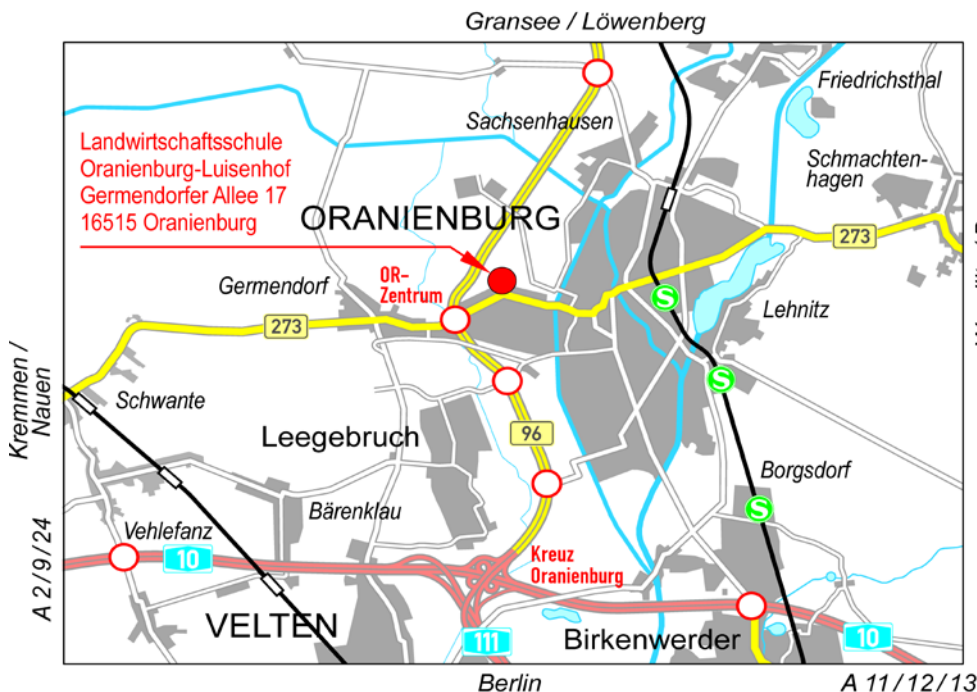 Gransee / Löwenberg
Friedrichsthal
Sachsenhausen
Landwirtschaftsschule
Oranienburg-Luisenhof
Germendorfer Allee 17
16515 Oranienburg
Schmachten-
hagen
ORANIENBURG
273
OR-
Zentrum
Germendorf
Lehnitz
273
Kremmen /
Nauen
Schwante
96
Leegebruch
Borgsdorf
Bärenklau
Vehlefanz
A 2 / 9 / 24
10
Kreuz
Oranienburg
VELTEN
111
Birkenwerder
10
S
S
S
Berlin
A 11 / 12 / 13